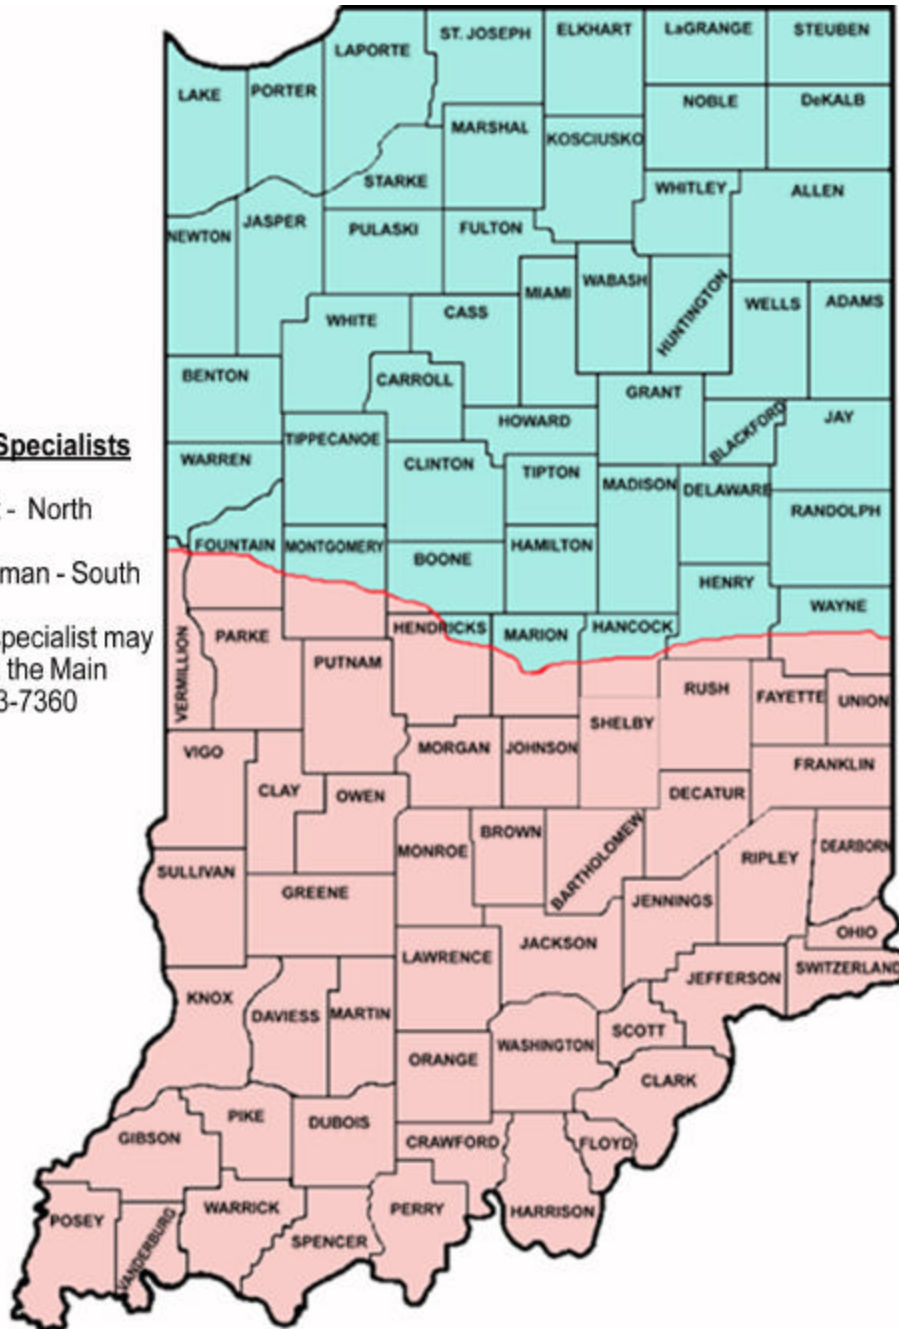 ST. JOSEPH
ELKHART
LaGRANGE
STEUBEN
LAPORTE
LAKE
PORTER
NOBLE
DeKALB
MARSHAL
KOSCIUSKO
STARKE
WHITLEY
ALLEN
JASPER
NEWTON
PULASKI
FULTON
MIAMI
WABASH
HUNTINGTON
WELLS
ADAMS
WHITE
CASS
BENTON
CARROLL
GRANT
HOWARD
BLACKFORD
JAY
TIPPECANOE
Specialists
WARREN
CLINTON
TIPTON
MADISON
DELAWARE
- North
RANDOLPH
FOUNTAIN
MONTGOMERY
BOONE
HAMILTON
man - South
HENRY
WAYNE
specialist may
PARKE
HENDRICKS
MARION
HANCOCK
the Main
VERMILLION
PUTNAM
3-7360
RUSH
FAYETTE
UNION
SHELBY
VIGO
MORGAN
JOHNSON
FRANKLIN
CLAY
OWEN
DECATUR
MONROE
BROWN
BARTHOLOMEW
RIPLEY
DEARBORN
SULLIVAN
GREENE
JENNINGS
LAWRENCE
JACKSON
OHIO
JEFFERSON
SWITZERLAND
KNOX
DAVIESS
MARTIN
SCOTT
WASHINGTON
ORANGE
CLARK
PIKE
DUBOIS
GIBSON
CRAWFORD
FLOYD
POSEY
VANDERBURG
WARRICK
PERRY
HARRISON
SPENCER